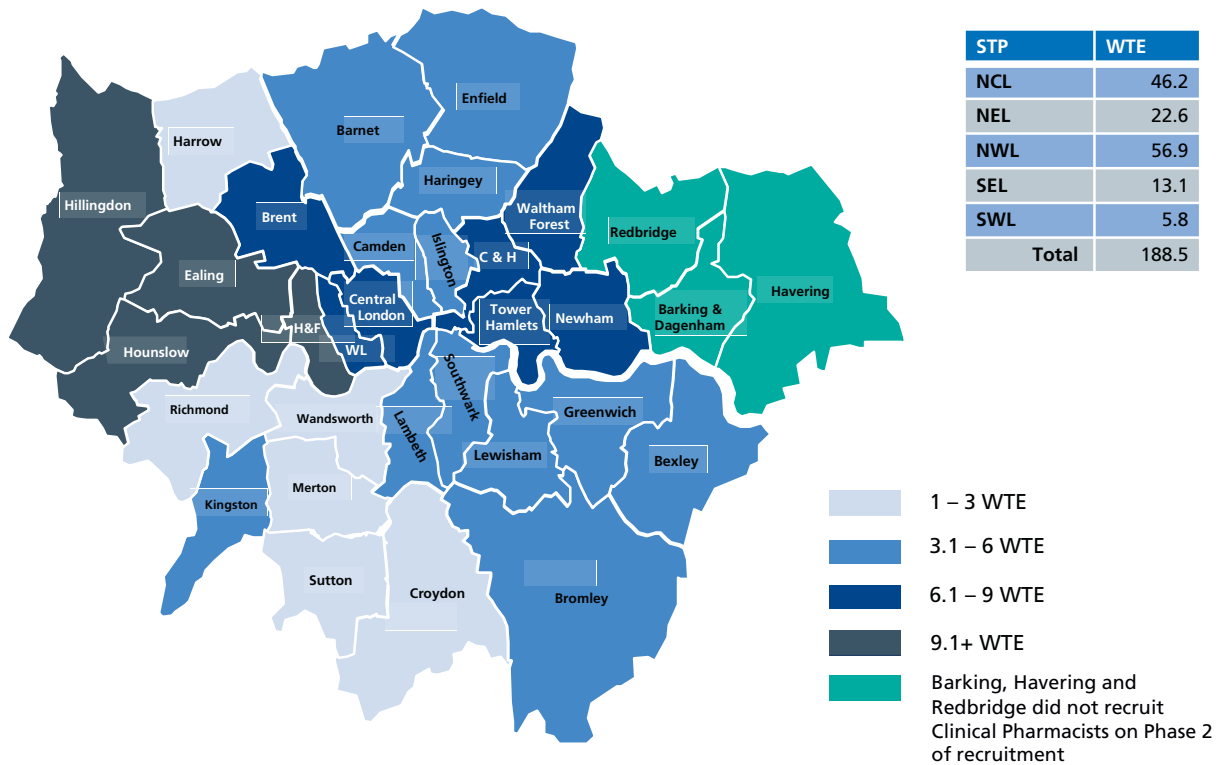 Enfield
Barnet
Harrow
Haringey
Hillingdon
Brent
Waltham
Forest
Redbridge
Camden
Islington
C & H
Ealing
Havering
Central
London
Tower
Hamlets
Newham
Barking &
Dagenham
H&F
Hounslow
WL
Southwark
Richmond
Wandsworth
Lambeth
Greenwich
Lewisham
Bexley
Merton
Kingston
Sutton
Croydon
Bromley
STP WTE
NCL 46.2
NEL 22.6
NWL 56.9
SEL 13.1
SWL 5.8
Total 188.5
1 – 3 WTE
3.1 – 6 WTE
6.1 – 9 WTE
9.1+ WTE
Barking, Havering and
Redbridge did not recruit
Clinical Pharmacists on Phase 2
of recruitment